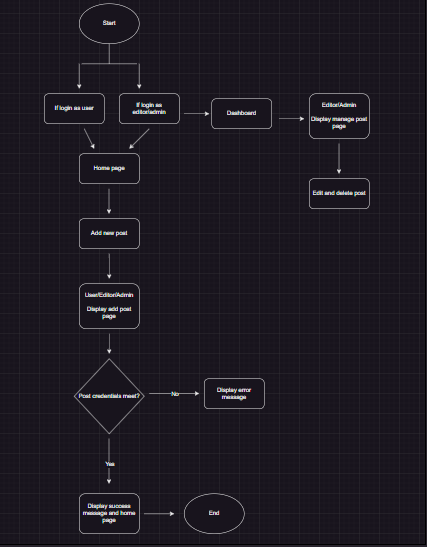 Start
If login as user
If login as
editor/admin
Dashboard
Editor/Admin
Display manage post
page
Home page
Edit and delete post
Add new post
User/Editor/Admin
Display add post
page
Post credentials meet?
No
Display error
message
Yes
Display success
message and home
page
End